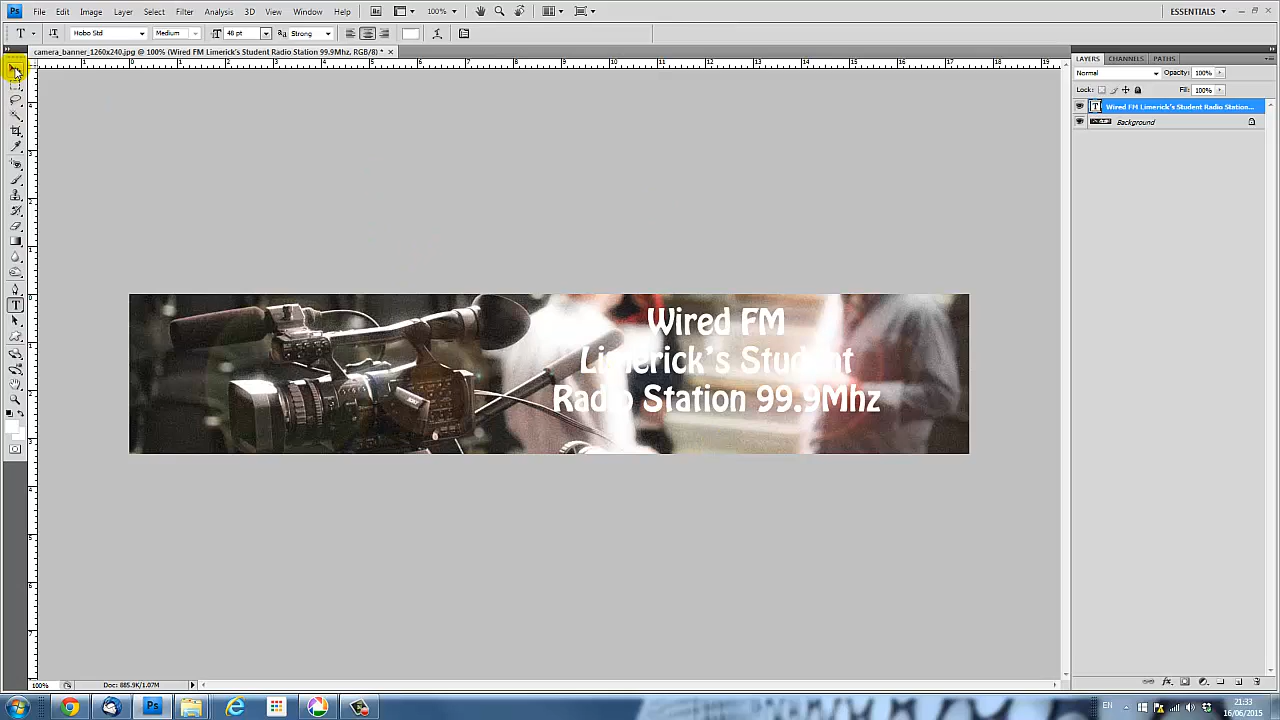 Ps File Edit Image Layer Select Filter Analysis 3D View Window Help 100% ESSENTIALS
T Hobo Std Medium 48 pt Strong
camera_banner_1260x240.jpg @ 100% (Wired FM Limerick's Student Radio Station 99.9Mhz, RGB/8) *
LAYERS CHANNELS PATHS
Normal Opacity: 100%
Lock: Fill: 100%
T Wired FM Limerick's Student Radio Station...
Background
Wired FM
Limerick's Student
Radio Station 99.9Mhz
100% Doc: 885.9K/1.07M
EN 21:33
16/06/2015